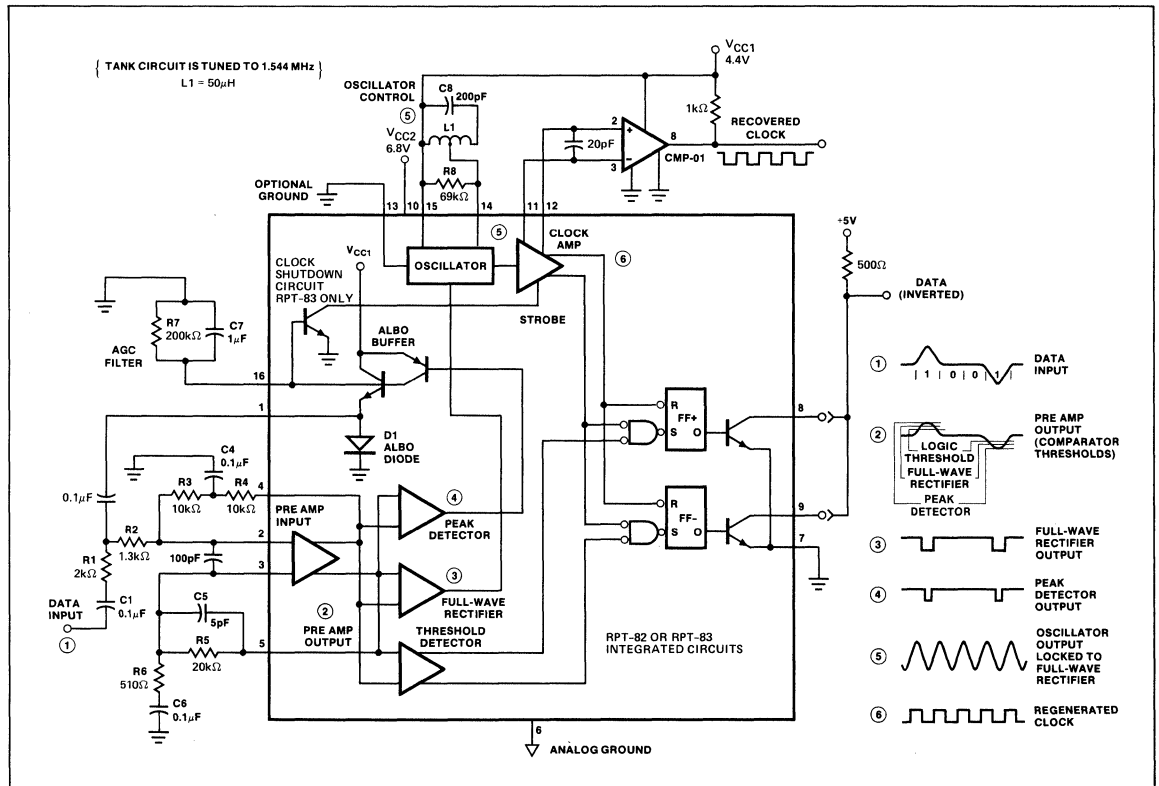 { TANK CIRCUIT IS TUNED TO 1.544 MHz }
L1 = 50μH
OSCILLATOR
CONTROL
5
C8
200pF
L1
R8
69kΩ
VCC2
6.8V
VCC1
4.4V
1kΩ
RECOVERED
CLOCK
2
+
20pF
−
3
8
CMP-01
OPTIONAL
GROUND
13 10 15 14 11 12
5
CLOCK
AMP
6
VCC1
OSCILLATOR
CLOCK
SHUTDOWN
CIRCUIT
RPT-83 ONLY
STROBE
ALBO
BUFFER
+5V
500Ω
DATA
(INVERTED)
R7
200kΩ
C7
1μF
AGC
FILTER
16
1
D1
ALBO
DIODE
R
FF+
S O
8
R
FF−
S O
9
7
C4
0.1μF
0.1μF
R3
10kΩ
R4
10kΩ
4
PRE AMP
INPUT
R2
1.3kΩ
2
100pF
3
R1
2kΩ
C1
0.1μF
DATA
INPUT
1
C5
5pF
R5
20kΩ
5
R6
510Ω
C6
0.1μF
4
PEAK
DETECTOR
3
FULL-WAVE
RECTIFIER
2
PRE AMP
OUTPUT
THRESHOLD
DETECTOR
RPT-82 OR RPT-83
INTEGRATED CIRCUITS
6
ANALOG GROUND
1
| 1 | 0 | 0 | 1 |
DATA
INPUT
2
LOGIC
THRESHOLD
FULL-WAVE
RECTIFIER
PEAK
DETECTOR
PRE AMP
OUTPUT
(COMPARATOR
THRESHOLDS)
3
FULL-WAVE
RECTIFIER
OUTPUT
4
PEAK
DETECTOR
OUTPUT
5
OSCILLATOR
OUTPUT
LOCKED TO
FULL-WAVE
RECTIFIER
6
REGENERATED
CLOCK